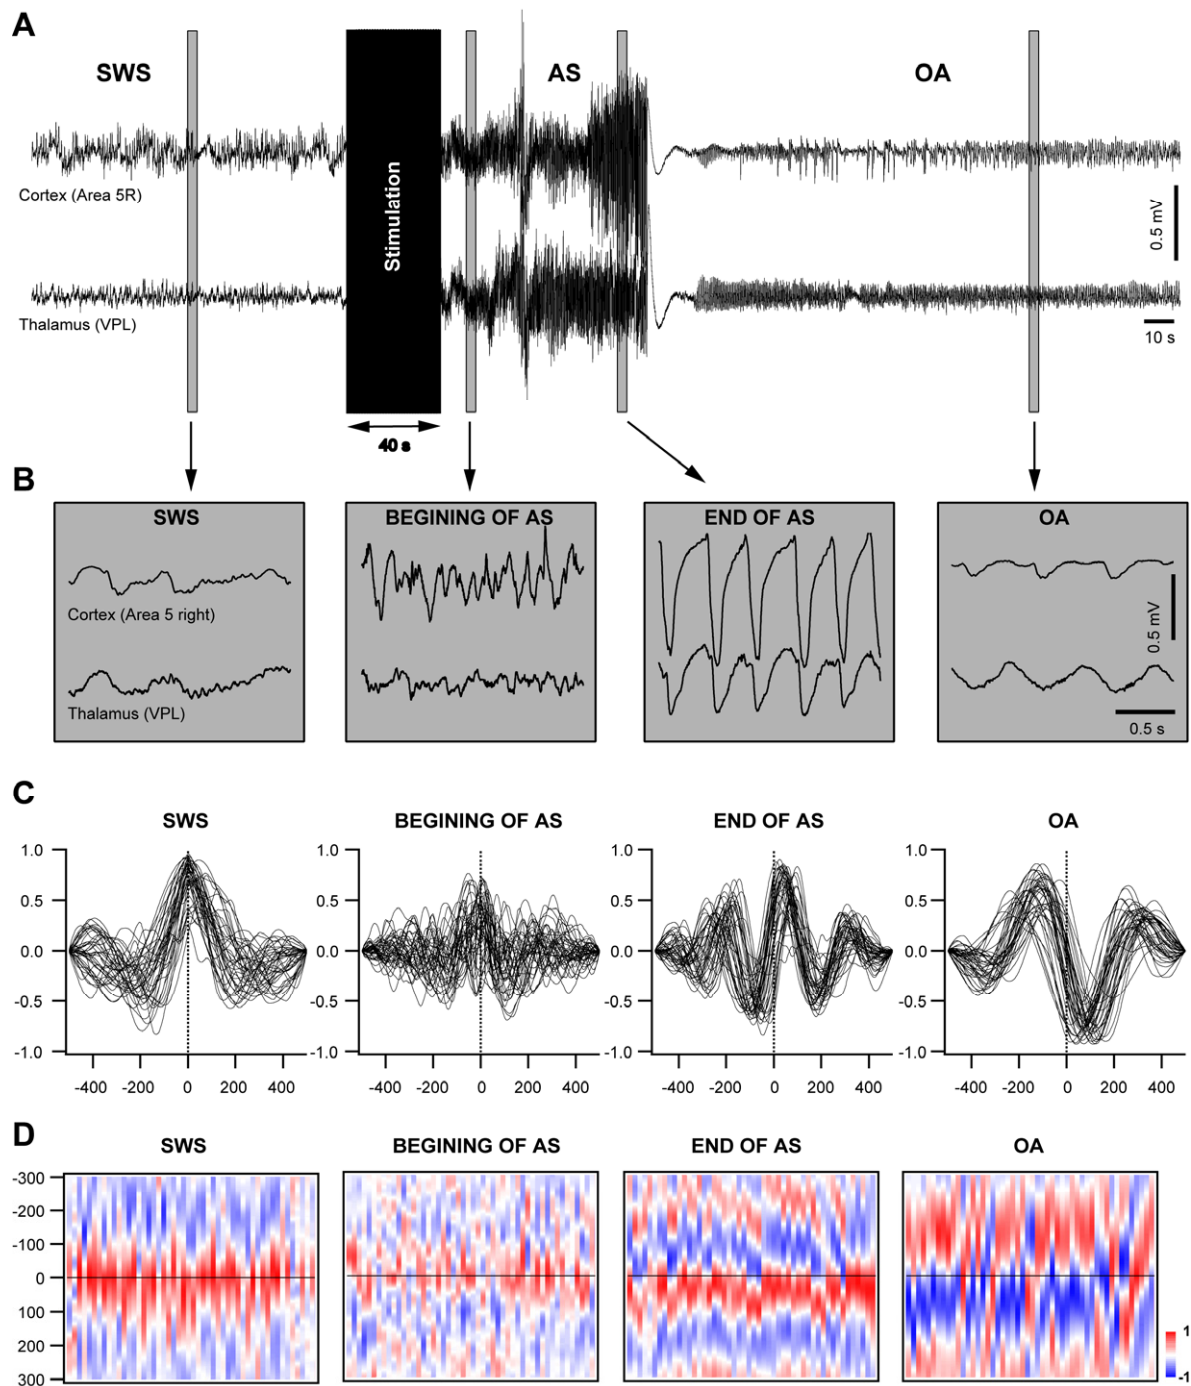 A
SWS
AS
OA
Cortex (Area 5R)
Stimulation
0.5 mV
Thalamus (VPL)
10 s
40 s
B
SWS
BEGINING OF AS
END OF AS
OA
Cortex (Area 5 right)
0.5 mV
Thalamus (VPL)
0.5 s
C
SWS
BEGINING OF AS
END OF AS
OA
1.0 1.0 1.0 1.0
0.5 0.5 0.5 0.5
0.0 0.0 0.0 0.0
-0.5 -0.5 -0.5 -0.5
-1.0 -1.0 -1.0 -1.0
-400 -200 0 200 400 -400 -200 0 200 400 -400 -200 0 200 400 -400 -200 0 200 400
D
SWS
BEGINING OF AS
END OF AS
OA
-300
-200
-100
0
100
200
300
1
-1